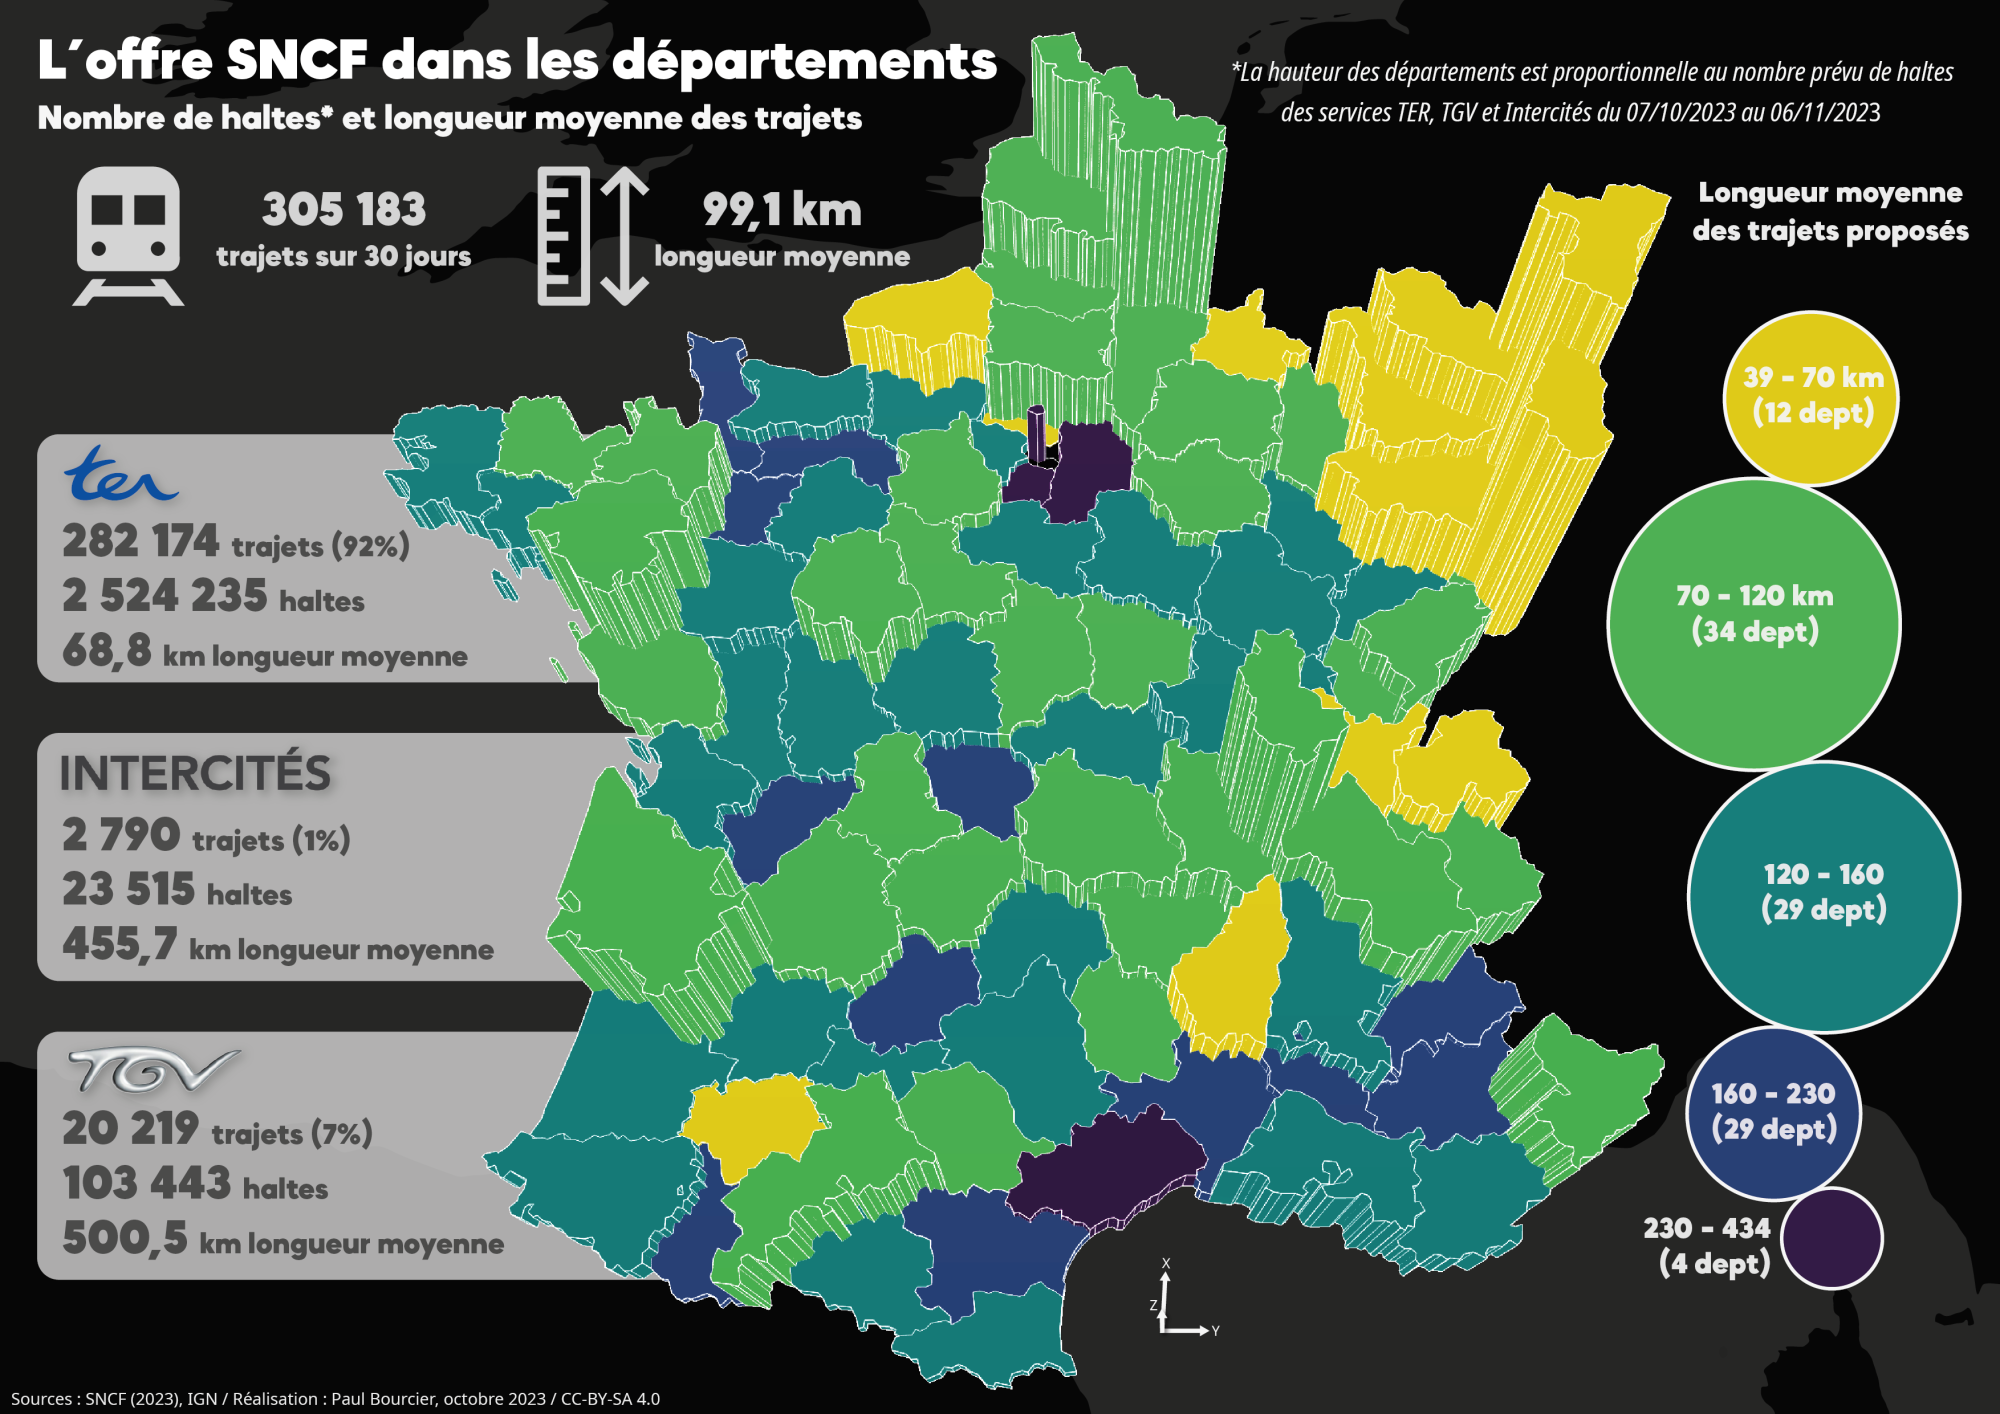 L´offre SNCF dans les départements
Nombre de haltes* et longueur moyenne des trajets
*La hauteur des départements est proportionnelle au nombre prévu de haltes
des services TER, TGV et Intercités du 07/10/2023 au 06/11/2023
305 183
trajets sur 30 jours
99,1 km
longueur moyenne
Longueur moyenne
des trajets proposés
39 - 70 km
(12 dept)
70 - 120 km
(34 dept)
120 - 160
(29 dept)
160 - 230
(29 dept)
230 - 434
(4 dept)
ter
282 174 trajets (92%)
2 524 235 haltes
68,8 km longueur moyenne
INTERCITÉS
2 790 trajets (1%)
23 515 haltes
455,7 km longueur moyenne
TGV
20 219 trajets (7%)
103 443 haltes
500,5 km longueur moyenne
X
Z
Y
Sources : SNCF (2023), IGN / Réalisation : Paul Bourcier, octobre 2023 / CC-BY-SA 4.0